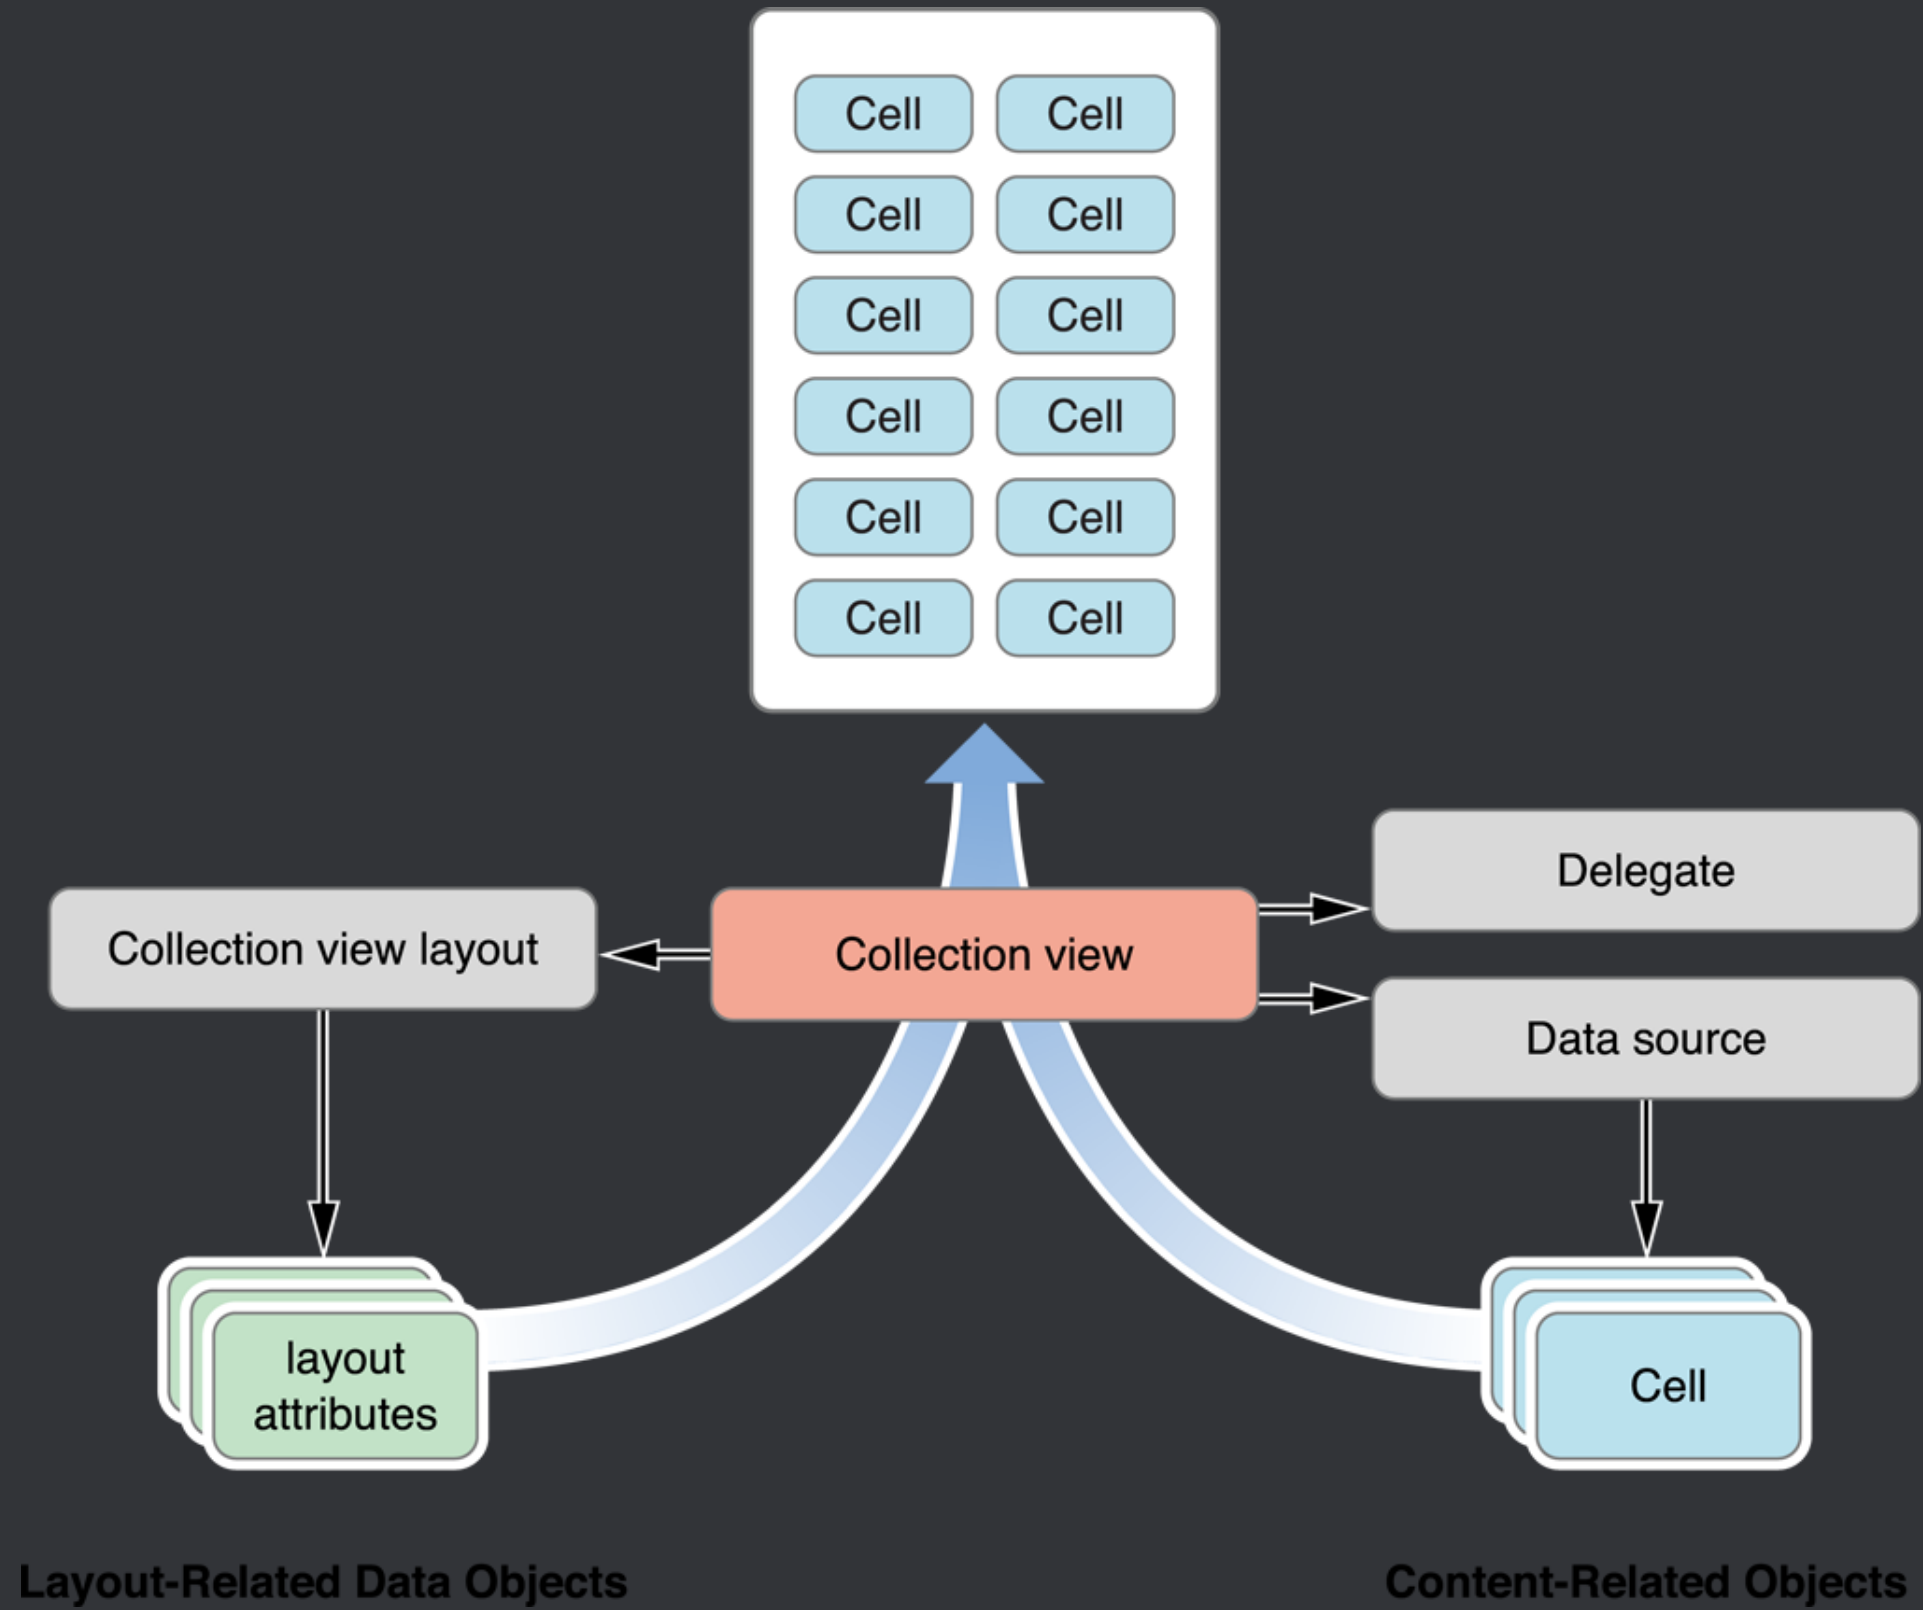 Cell Cell
Cell Cell
Cell Cell
Cell Cell
Cell Cell
Cell Cell
Delegate
Collection view layout
Collection view
Data source
layout
attributes
Cell
Layout-Related Data Objects
Content-Related Objects